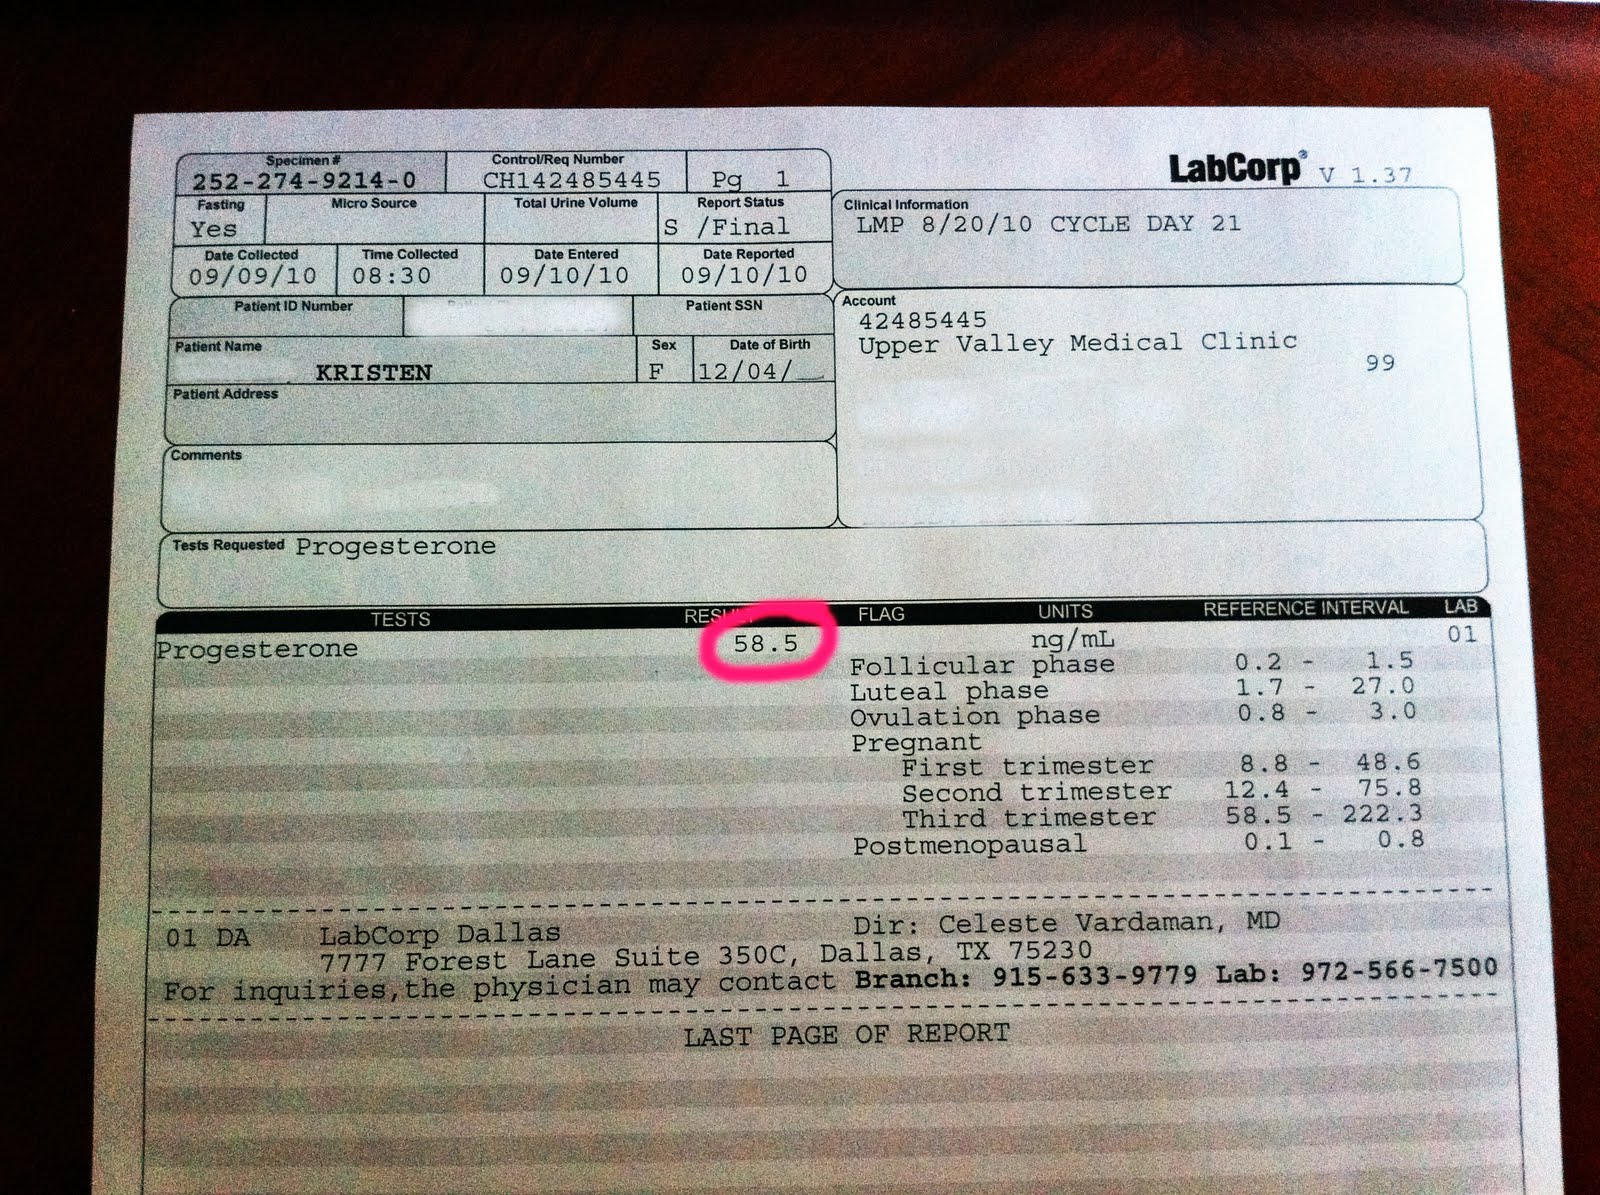 LabCorp® V 1.37
Specimen # Control/Req Number
252-274-9214-0 CH142485445 Pg 1
Fasting Micro Source Total Urine Volume Report Status
Yes S /Final
Clinical Information
LMP 8/20/10 CYCLE DAY 21
Date Collected Time Collected Date Entered Date Reported
09/09/10 08:30 09/10/10 09/10/10
Patient ID Number Patient SSN
Account
42485445
Upper Valley Medical Clinic
99
Patient Name Sex Date of Birth
KRISTEN F 12/04/__
Patient Address
Comments
Tests Requested Progesterone
TESTS FLAG UNITS REFERENCE INTERVAL LAB
Progesterone 58.5 ng/mL 01
Follicular phase 0.2 - 1.5
Luteal phase 1.7 - 27.0
Ovulation phase 0.8 - 3.0
Pregnant
First trimester 8.8 - 48.6
Second trimester 12.4 - 75.8
Third trimester 58.5 - 222.3
Postmenopausal 0.1 - 0.8
01 DA LabCorp Dallas Dir: Celeste Vardaman, MD
7777 Forest Lane Suite 350C, Dallas, TX 75230
For inquiries,the physician may contact Branch: 915-633-9779 Lab: 972-566-7500
LAST PAGE OF REPORT